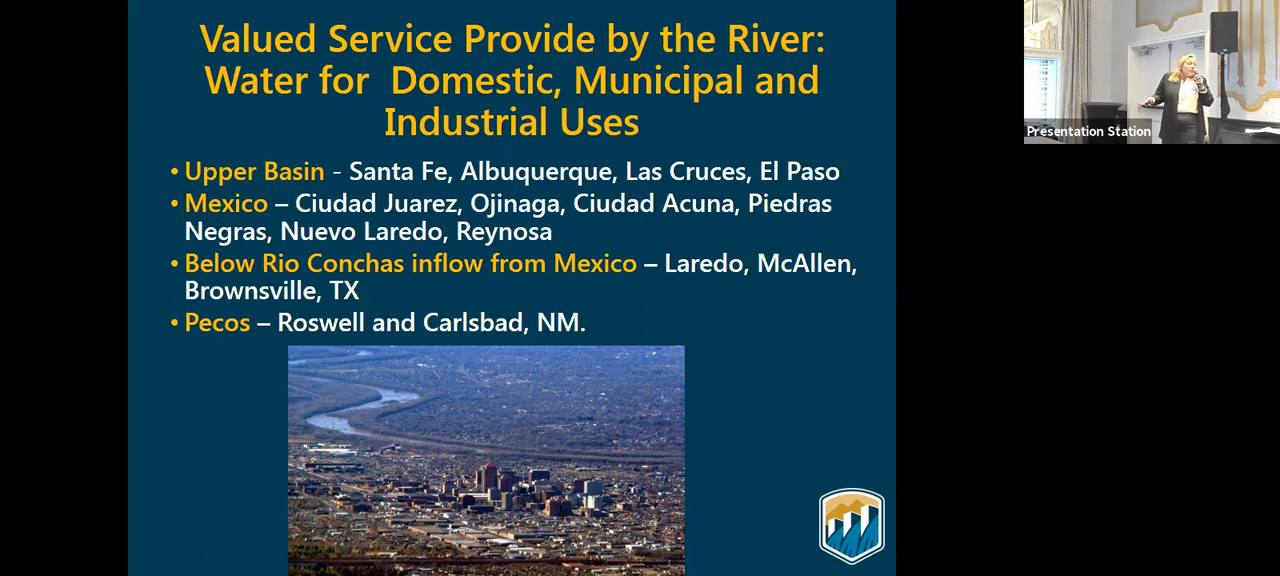 Valued Service Provide by the River:
Water for Domestic, Municipal and
Industrial Uses
• Upper Basin - Santa Fe, Albuquerque, Las Cruces, El Paso
• Mexico – Ciudad Juarez, Ojinaga, Ciudad Acuna, Piedras
Negras, Nuevo Laredo, Reynosa
• Below Rio Conchas inflow from Mexico – Laredo, McAllen,
Brownsville, TX
• Pecos – Roswell and Carlsbad, NM.
Presentation Station